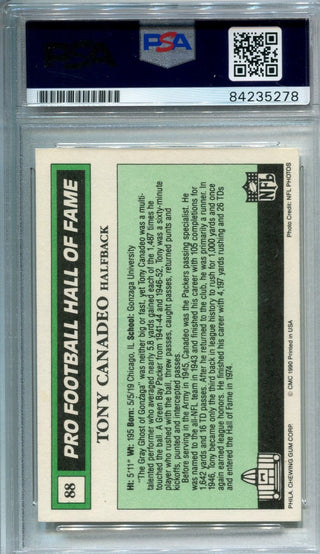 PSA
PSA
84235278
88
PRO FOOTBALL HALL OF FAME
TONY CANADEO HALFBACK
Ht: 5'11" Wt: 195 Born: 5/5/19 Chicago, IL School: Gonzaga University
"The Gray Ghost of Gonzaga" was neither big or fast, yet Tony Canadeo was a multi-
talented performer who averaged nearly 5.8 yards gained each of the 1,487 times he
touched the ball. A Green Bay Packer from 1941-44 and 1946-52, Tony was a sixty-minute
player who rushed with the ball, threw passes, caught passes, returned punts and
kickoffs, punted and intercepted passes.
Before serving in the Army in 1945, Canadeo was the Packers passing specialist. He
was named to the all-NFL team in 1943 and finished his career with 105 completions for
1,642 yards and 16 TD passes. After he returned to the club, he was primarily a runner. In
1946, Tony became only the third back in league history to rush for 1,000 yards and once
again earned league honors. He finished his career with 4,197 yards rushing and 26 TDs
and entered the Hall of Fame in 1974.
NFL
PHILA. CHEWING GUM CORP.
© CMC 1990 Printed in USA
Photo Credit: NFL PHOTOS